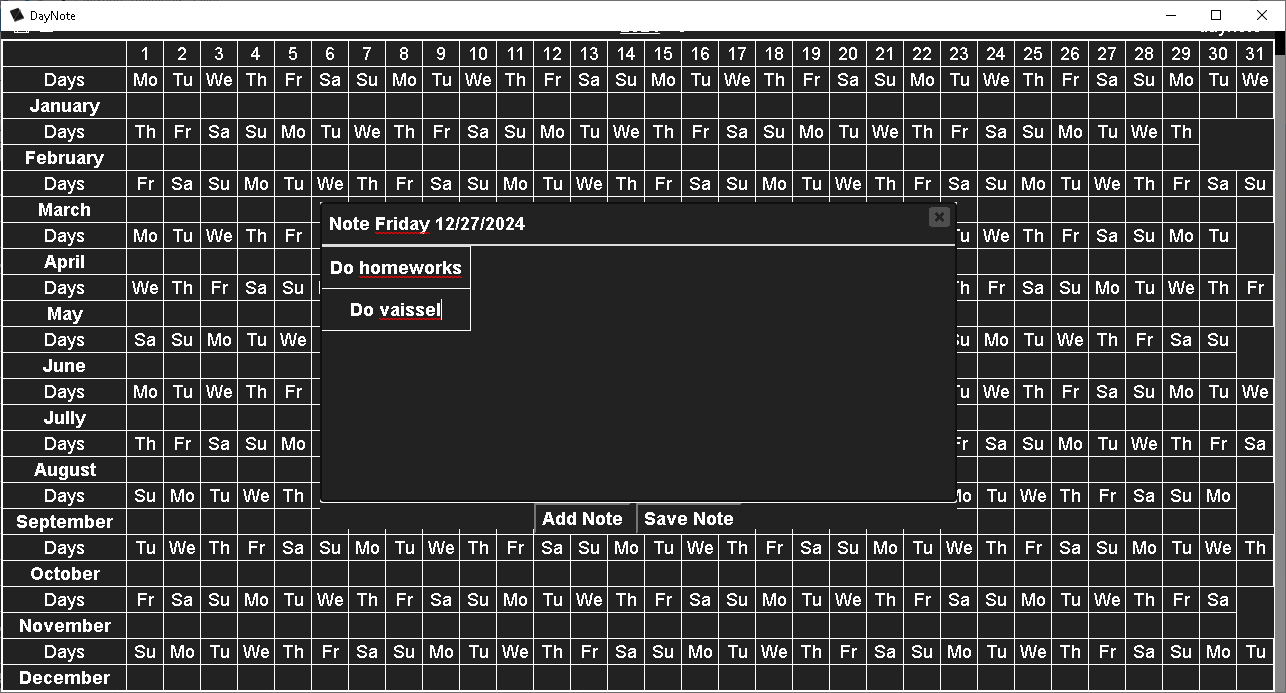 DayNote
1 2 3 4 5 6 7 8 9 10 11 12 13 14 15 16 17 18 19 20 21 22 23 24 25 26 27 28 29 30 31
Days Mo Tu We Th Fr Sa Su Mo Tu We Th Fr Sa Su Mo Tu We Th Fr Sa Su Mo Tu We Th Fr Sa Su Mo Tu We
January
Days Th Fr Sa Su Mo Tu We Th Fr Sa Su Mo Tu We Th Fr Sa Su Mo Tu We Th Fr Sa Su Mo Tu We Th
February
Days Fr Sa Su Mo Tu We Th Fr Sa Su Mo Tu We Th Fr Sa Su Mo Tu We Th Fr Sa Su Mo Tu We Th Fr Sa Su
March
Note Friday 12/27/2024
Days Mo Tu We Th Fr We Th Fr Sa Su Mo Tu
April
Do homeworks
Days We Th Fr Sa Su Fr Sa Su Mo Tu We Th Fr
May
Do vaissel
Days Sa Su Mo Tu We Mo Tu We Th Fr Sa Su
June
Days Mo Tu We Th Fr We Th Fr Sa Su Mo Tu We
Jully
Days Th Fr Sa Su Mo Sa Su Mo Tu We Th Fr Sa
August
Days Su Mo Tu We Th Tu We Th Fr Sa Su Mo
September
Add Note Save Note
Days Tu We Th Fr Sa Su Mo Tu We Th Fr Sa Su Mo Tu We Th Fr Sa Su Mo Tu We Th Fr Sa Su Mo Tu We Th
October
Days Fr Sa Su Mo Tu We Th Fr Sa Su Mo Tu We Th Fr Sa Su Mo Tu We Th Fr Sa Su Mo Tu We Th Fr Sa
November
Days Su Mo Tu We Th Fr Sa Su Mo Tu We Th Fr Sa Su Mo Tu We Th Fr Sa Su Mo Tu We Th Fr Sa Su Mo Tu
December